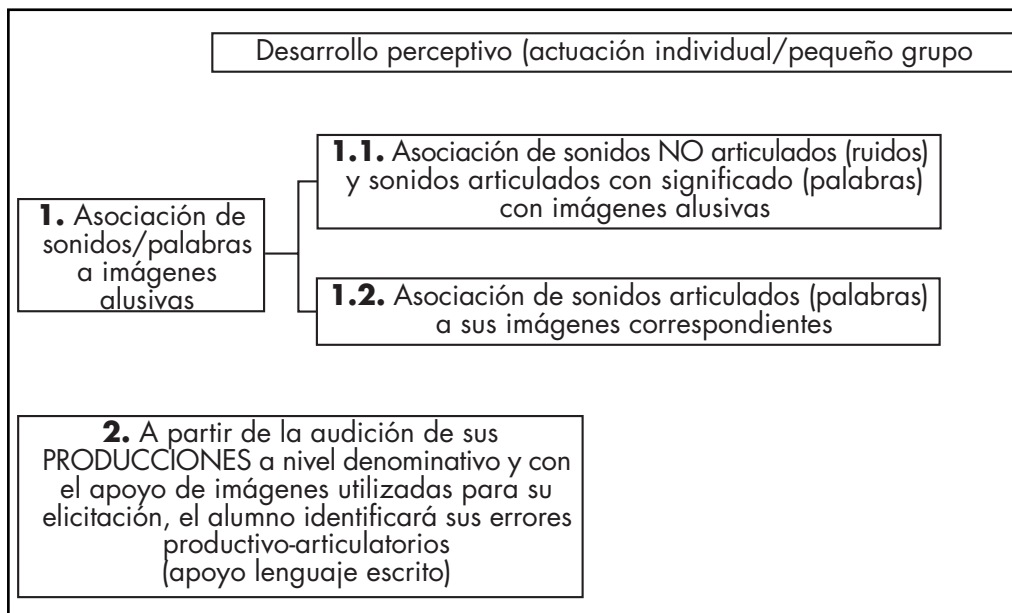 Desarrollo perceptivo (actuación individual/pequeño grupo
1.1. Asociación de sonidos NO articulados (ruidos)
y sonidos articulados con significado (palabras)
con imágenes alusivas
1. Asociación de
sonidos/palabras
a imágenes
alusivas
1.2. Asociación de sonidos articulados (palabras)
a sus imágenes correspondientes
2. A partir de la audición de sus
PRODUCCIONES a nivel denominativo y con
el apoyo de imágenes utilizadas para su
elicitación, el alumno identificará sus errores
productivo-articulatorios
(apoyo lenguaje escrito)